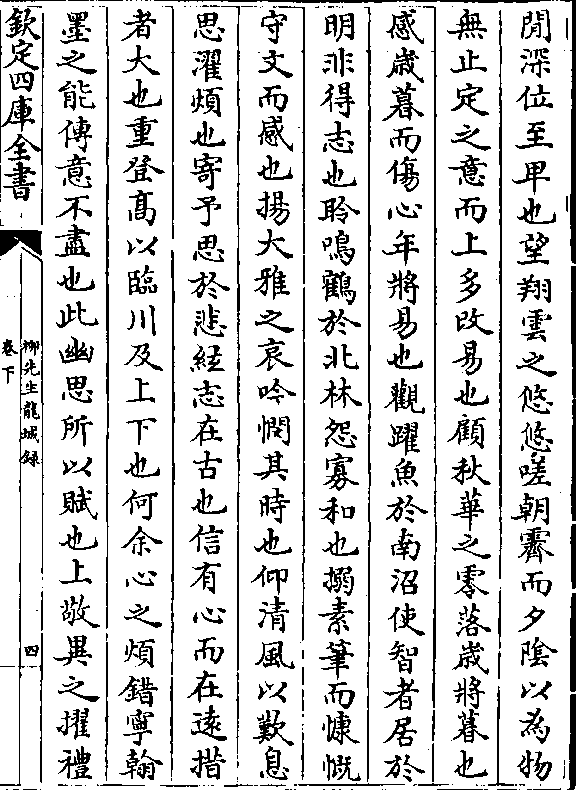 閒深位至卑也望翔雲之悠悠嗟朝霽而夕陰以為物
無止定之意而上多改易也顧秋華之零落歲將暮也
感歲暮而傷心年將易也觀躍魚於南沼使智者居於
明非得志也聆鳴鶴於北林怨寡和也搦素筆而慷慨
守文而感也揚大雅之哀吟憫其時也仰清風以歎息
思濯煩也寄予思於悲絃志在古也信有心而在遠措
者大也重登髙以臨川及上下也何余心之煩錯寧翰
墨之能傳意不盡也此幽思所以賦也上敬異之擢禮
欽定四庫全書
柳先生龍城録
卷下
四